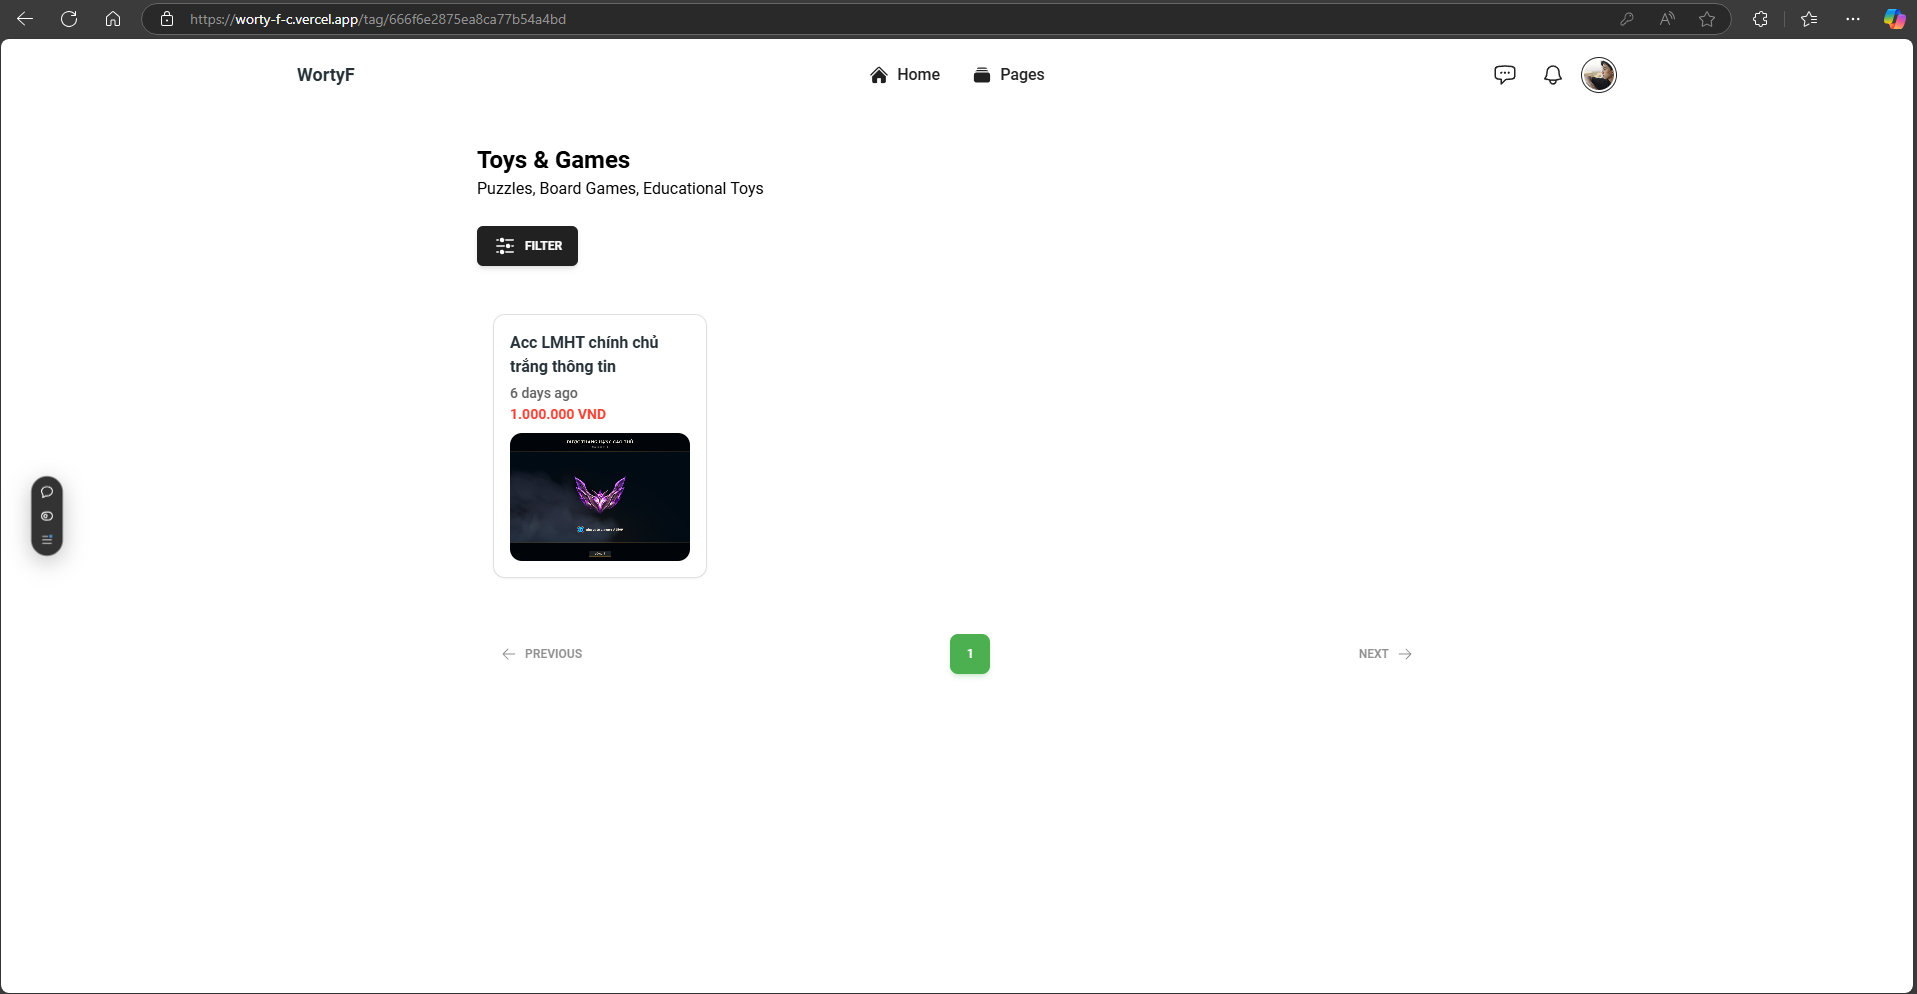 https://worty-f-c.vercel.app/tag/666f6e2875ea8ca77b54a4bd
WortyF
Home
Pages
Toys & Games
Puzzles, Board Games, Educational Toys
FILTER
Acc LMHT chính chủ
trắng thông tin
6 days ago
1.000.000 VND
PREVIOUS
1
NEXT